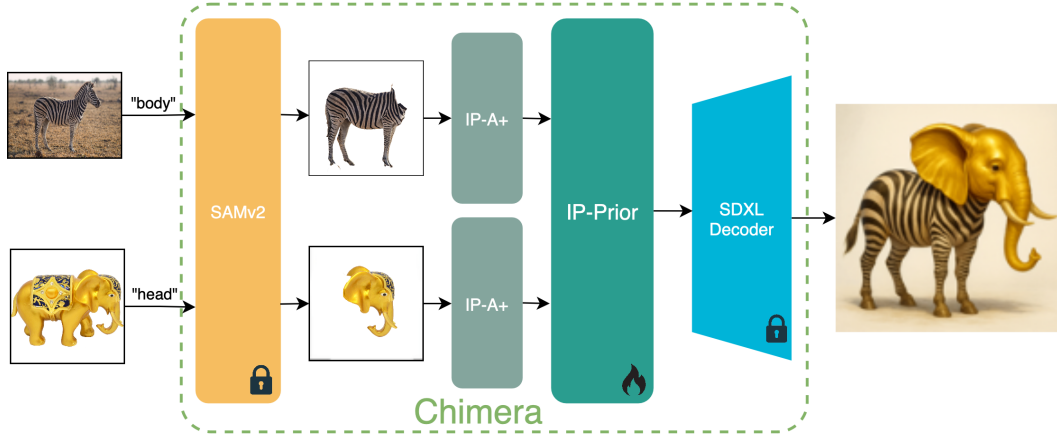 "body"
"head"
SAMv2
IP-A+
IP-A+
IP-Prior
SDXL
Decoder
Chimera